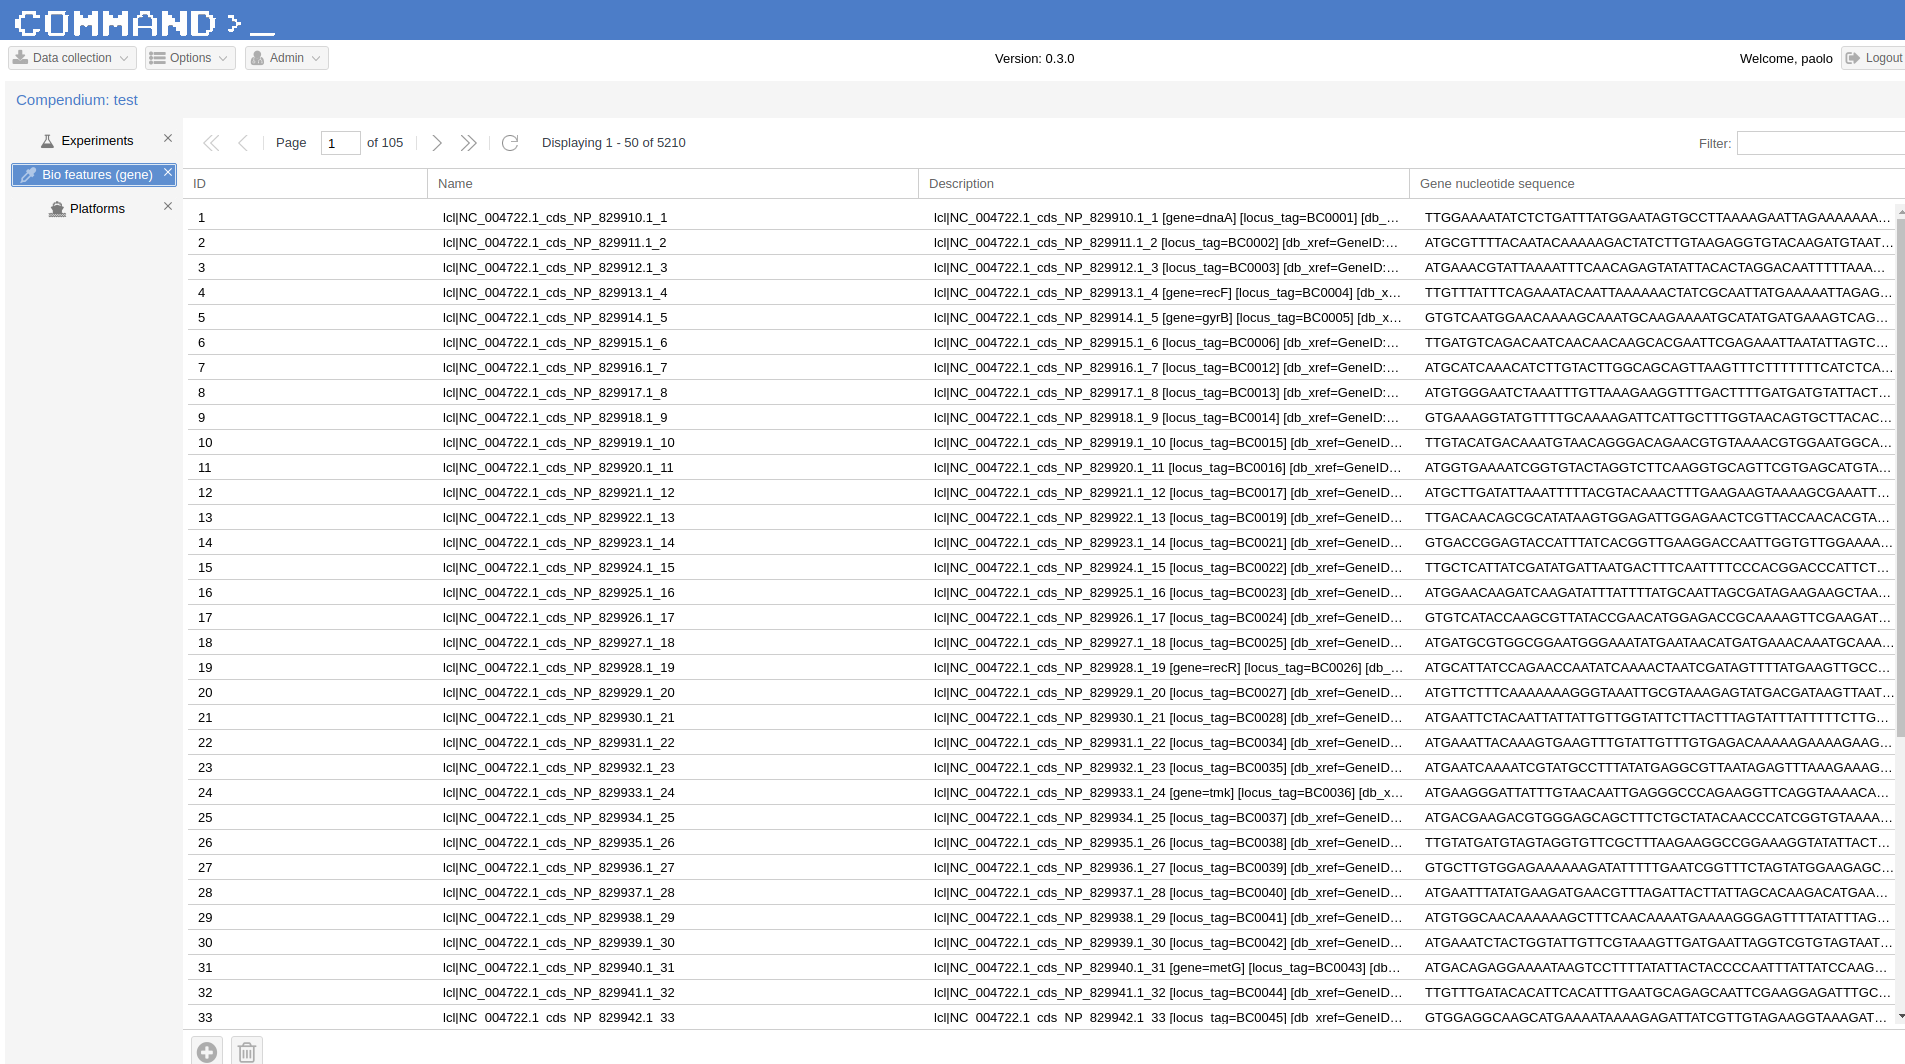 COMMAND>_
Data collection Options Admin Version: 0.3.0 Welcome, paolo Logout
Compendium: test
Experiments
Bio features (gene)
Platforms
Page 1 of 105 Displaying 1 - 50 of 5210 Filter:
ID Name Description Gene nucleotide sequence
1 lcl|NC_004722.1_cds_NP_829910.1_1 lcl|NC_004722.1_cds_NP_829910.1_1 [gene=dnaA] [locus_tag=BC0001] [db_... TTGGAAAATATCTCTGATTTATGGAATAGTGCCTTAAAAGAATTAGAAAAAAA...
2 lcl|NC_004722.1_cds_NP_829911.1_2 lcl|NC_004722.1_cds_NP_829911.1_2 [locus_tag=BC0002] [db_xref=GeneID:... ATGCGTTTTACAATACAAAAAGACTATCTTGTAAGAGGTGTACAAGATGTAAT...
3 lcl|NC_004722.1_cds_NP_829912.1_3 lcl|NC_004722.1_cds_NP_829912.1_3 [locus_tag=BC0003] [db_xref=GeneID:... ATGAAACGTATTAAAATTTCAACAGAGTATATTACACTAGGACAATTTTTAAA...
4 lcl|NC_004722.1_cds_NP_829913.1_4 lcl|NC_004722.1_cds_NP_829913.1_4 [gene=recF] [locus_tag=BC0004] [db_x... TTGTTTATTTCAGAAATACAATTAAAAAACTATCGCAATTATGAAAAATTAGAG...
5 lcl|NC_004722.1_cds_NP_829914.1_5 lcl|NC_004722.1_cds_NP_829914.1_5 [gene=gyrB] [locus_tag=BC0005] [db_x... GTGTCAATGGAACAAAAGCAAATGCAAGAAAATGCATATGATGAAAGTCAG...
6 lcl|NC_004722.1_cds_NP_829915.1_6 lcl|NC_004722.1_cds_NP_829915.1_6 [locus_tag=BC0006] [db_xref=GeneID:... TTGATGTCAGACAATCAACAACAAGCACGAATTCGAGAAATTAATATTAGTC...
7 lcl|NC_004722.1_cds_NP_829916.1_7 lcl|NC_004722.1_cds_NP_829916.1_7 [locus_tag=BC0012] [db_xref=GeneID:... ATGCATCAAACATCTTGTACTTGGCAGCAGTTAAGTTTCTTTTTTTCATCTCA...
8 lcl|NC_004722.1_cds_NP_829917.1_8 lcl|NC_004722.1_cds_NP_829917.1_8 [locus_tag=BC0013] [db_xref=GeneID:... ATGTGGGAATCTAAATTTGTTAAAGAAGGTTTGACTTTTGATGATGTATTACT...
9 lcl|NC_004722.1_cds_NP_829918.1_9 lcl|NC_004722.1_cds_NP_829918.1_9 [locus_tag=BC0014] [db_xref=GeneID:... GTGAAAGGTATGTTTTGCAAAAGATTCATTGCTTTGGTAACAGTGCTTACAC...
10 lcl|NC_004722.1_cds_NP_829919.1_10 lcl|NC_004722.1_cds_NP_829919.1_10 [locus_tag=BC0015] [db_xref=GeneID... TTGTACATGACAAATGTAACAGGGACAGAACGTGTAAAACGTGGAATGGCA...
11 lcl|NC_004722.1_cds_NP_829920.1_11 lcl|NC_004722.1_cds_NP_829920.1_11 [locus_tag=BC0016] [db_xref=GeneID... ATGGTGAAAATCGGTGTACTAGGTCTTCAAGGTGCAGTTCGTGAGCATGTA...
12 lcl|NC_004722.1_cds_NP_829921.1_12 lcl|NC_004722.1_cds_NP_829921.1_12 [locus_tag=BC0017] [db_xref=GeneID... ATGCTTGATATTAAATTTTTACGTACAAACTTTGAAGAAGTAAAAGCGAAATT...
13 lcl|NC_004722.1_cds_NP_829922.1_13 lcl|NC_004722.1_cds_NP_829922.1_13 [locus_tag=BC0019] [db_xref=GeneID... TTGACAACAGCGCATATAAGTGGAGATTGGAGAACTCGTTACCAACACGTA...
14 lcl|NC_004722.1_cds_NP_829923.1_14 lcl|NC_004722.1_cds_NP_829923.1_14 [locus_tag=BC0021] [db_xref=GeneID... GTGACCGGAGTACCATTTATCACGGTTGAAGGACCAATTGGTGTTGGAAAA...
15 lcl|NC_004722.1_cds_NP_829924.1_15 lcl|NC_004722.1_cds_NP_829924.1_15 [locus_tag=BC0022] [db_xref=GeneID... TTGCTCATTATCGATATGATTAATGACTTTCAATTTTCCCACGGACCCATTCT...
16 lcl|NC_004722.1_cds_NP_829925.1_16 lcl|NC_004722.1_cds_NP_829925.1_16 [locus_tag=BC0023] [db_xref=GeneID... ATGGAACAAGATCAAGATATTTATTTTATGCAATTAGCGATAGAAGAAGCTAA...
17 lcl|NC_004722.1_cds_NP_829926.1_17 lcl|NC_004722.1_cds_NP_829926.1_17 [locus_tag=BC0024] [db_xref=GeneID... GTGTCATACCAAGCGTTATACCGAACATGGAGACCGCAAAAGTTCGAAGAT...
18 lcl|NC_004722.1_cds_NP_829927.1_18 lcl|NC_004722.1_cds_NP_829927.1_18 [locus_tag=BC0025] [db_xref=GeneID... ATGATGCGTGGCGGAATGGGAAATATGAATAACATGATGAAACAAATGCAAA...
19 lcl|NC_004722.1_cds_NP_829928.1_19 lcl|NC_004722.1_cds_NP_829928.1_19 [gene=recR] [locus_tag=BC0026] [db_... ATGCATTATCCAGAACCAATATCAAAACTAATCGATAGTTTTATGAAGTTGCC...
20 lcl|NC_004722.1_cds_NP_829929.1_20 lcl|NC_004722.1_cds_NP_829929.1_20 [locus_tag=BC0027] [db_xref=GeneID... ATGTTCTTTCAAAAAAAGGGTAAATTGCGTAAAGAGTATGACGATAAGTTAAT...
21 lcl|NC_004722.1_cds_NP_829930.1_21 lcl|NC_004722.1_cds_NP_829930.1_21 [locus_tag=BC0028] [db_xref=GeneID... ATGAATTCTACAATTATTATTGTTGGTATTCTTACTTTAGTATTTATTTTTCTTG...
22 lcl|NC_004722.1_cds_NP_829931.1_22 lcl|NC_004722.1_cds_NP_829931.1_22 [locus_tag=BC0034] [db_xref=GeneID... ATGAAATTACAAAGTGAAGTTTGTATTGTTTGTGAGACAAAAAGAAAAGAAG...
23 lcl|NC_004722.1_cds_NP_829932.1_23 lcl|NC_004722.1_cds_NP_829932.1_23 [locus_tag=BC0035] [db_xref=GeneID... ATGAATCAAAATCGTATGCCTTTATATGAGGCGTTAATAGAGTTTAAAGAAAG...
24 lcl|NC_004722.1_cds_NP_829933.1_24 lcl|NC_004722.1_cds_NP_829933.1_24 [gene=tmk] [locus_tag=BC0036] [db_x... ATGAAGGGATTATTTGTAACAATTGAGGGCCCAGAAGGTTCAGGTAAAACA...
25 lcl|NC_004722.1_cds_NP_829934.1_25 lcl|NC_004722.1_cds_NP_829934.1_25 [locus_tag=BC0037] [db_xref=GeneID... ATGACGAAGACGTGGGAGCAGCTTTCTGCTATACAACCCATCGGTGTAAAA...
26 lcl|NC_004722.1_cds_NP_829935.1_26 lcl|NC_004722.1_cds_NP_829935.1_26 [locus_tag=BC0038] [db_xref=GeneID... TTGTATGATGTAGTAGGTGTTCGCTTTAAGAAGGCCGGAAAGGTATATTACT...
27 lcl|NC_004722.1_cds_NP_829936.1_27 lcl|NC_004722.1_cds_NP_829936.1_27 [locus_tag=BC0039] [db_xref=GeneID... GTGCTTGTGGAGAAAAAAGATATTTTTGAATCGGTTTCTAGTATGGAAGAGC...
28 lcl|NC_004722.1_cds_NP_829937.1_28 lcl|NC_004722.1_cds_NP_829937.1_28 [locus_tag=BC0040] [db_xref=GeneID... ATGAATTTATATGAAGATGAACGTTTAGATTACTTATTAGCACAAGACATGAA...
29 lcl|NC_004722.1_cds_NP_829938.1_29 lcl|NC_004722.1_cds_NP_829938.1_29 [locus_tag=BC0041] [db_xref=GeneID... ATGTGGCAACAAAAAAGCTTTCAACAAAATGAAAAGGGAGTTTTATATTTAG...
30 lcl|NC_004722.1_cds_NP_829939.1_30 lcl|NC_004722.1_cds_NP_829939.1_30 [locus_tag=BC0042] [db_xref=GeneID... ATGAAATCTACTGGTATTGTTCGTAAAGTTGATGAATTAGGTCGTGTAGTAAT...
31 lcl|NC_004722.1_cds_NP_829940.1_31 lcl|NC_004722.1_cds_NP_829940.1_31 [gene=metG] [locus_tag=BC0043] [db... ATGACAGAGGAAAATAAGTCCTTTTATATTACTACCCCAATTTATTATCCAAG...
32 lcl|NC_004722.1_cds_NP_829941.1_32 lcl|NC_004722.1_cds_NP_829941.1_32 [locus_tag=BC0044] [db_xref=GeneID... TTGTTTGATACACATTCACATTTGAATGCAGAGCAATTCGAAGGAGATTTGC...
33 lcl|NC_004722.1_cds_NP_829942.1_33 lcl|NC_004722.1_cds_NP_829942.1_33 [locus_tag=BC0045] [db_xref=GeneID... GTGGAGGCAAGCATGAAAATAAAAGAGATTATCGTTGTAGAAGGTAAAGAT...